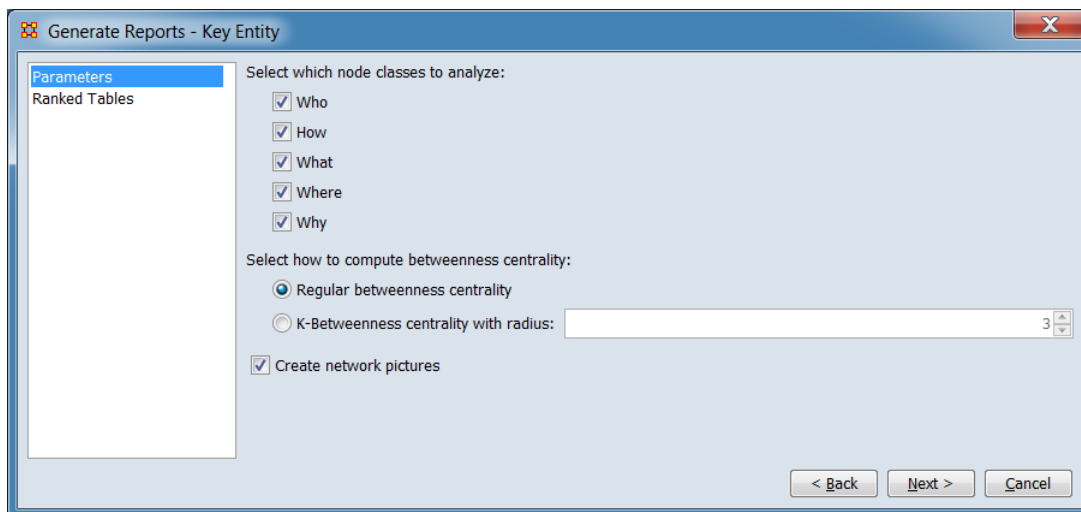 Generate Reports - Key Entity
Parameters
Ranked Tables
Select which node classes to analyze:
Who
How
What
Where
Why
Select how to compute betweenness centrality:
Regular betweenness centrality
K-Betweenness centrality with radius: 3
Create network pictures
< Back Next > Cancel